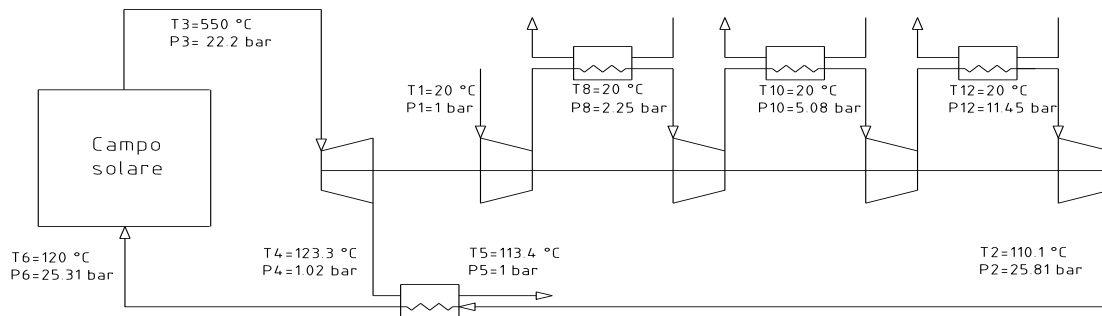 T3=550 °C
P3= 22.2 bar
T1=20 °C
P1=1 bar
T8=20 °C
P8=2.25 bar
T10=20 °C
P10=5.08 bar
T12=20 °C
P12=11.45 bar
Campo
solare
T6=120 °C
P6=25.31 bar
T4=123.3 °C
P4=1.02 bar
T5=113.4 °C
P5=1 bar
T2=110.1 °C
P2=25.81 bar